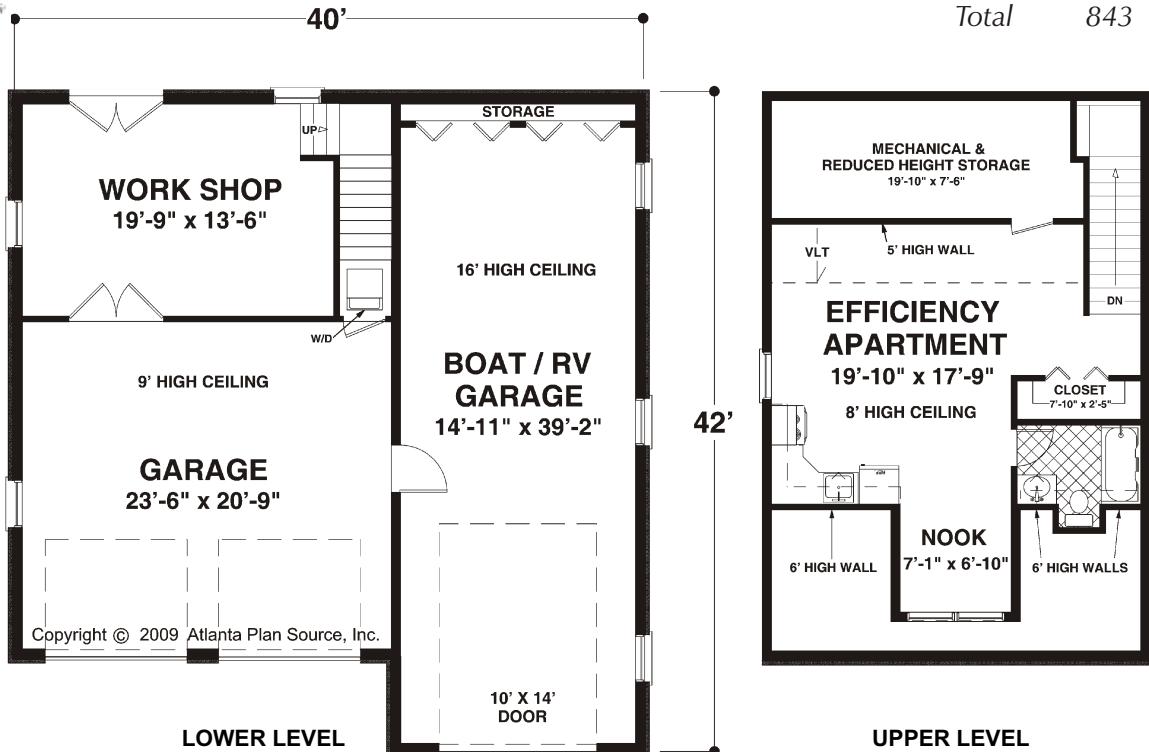 40’
Total 843
STORAGE
UP
WORK SHOP
19’-9" x 13’-6"
16’ HIGH CEILING
W/D
9’ HIGH CEILING
BOAT / RV
GARAGE
14’-11" x 39’-2"
GARAGE
23’-6" x 20’-9"
42’
Copyright © 2009 Atlanta Plan Source, Inc.
10’ X 14’
DOOR
LOWER LEVEL
MECHANICAL &
REDUCED HEIGHT STORAGE
19’-10" x 7’-6"
VLT
5’ HIGH WALL
DN
EFFICIENCY
APARTMENT
19’-10" x 17’-9"
8’ HIGH CEILING
CLOSET
7’-10" x 2’-5"
NOOK
7’-1" x 6’-10"
6’ HIGH WALL
6’ HIGH WALLS
UPPER LEVEL